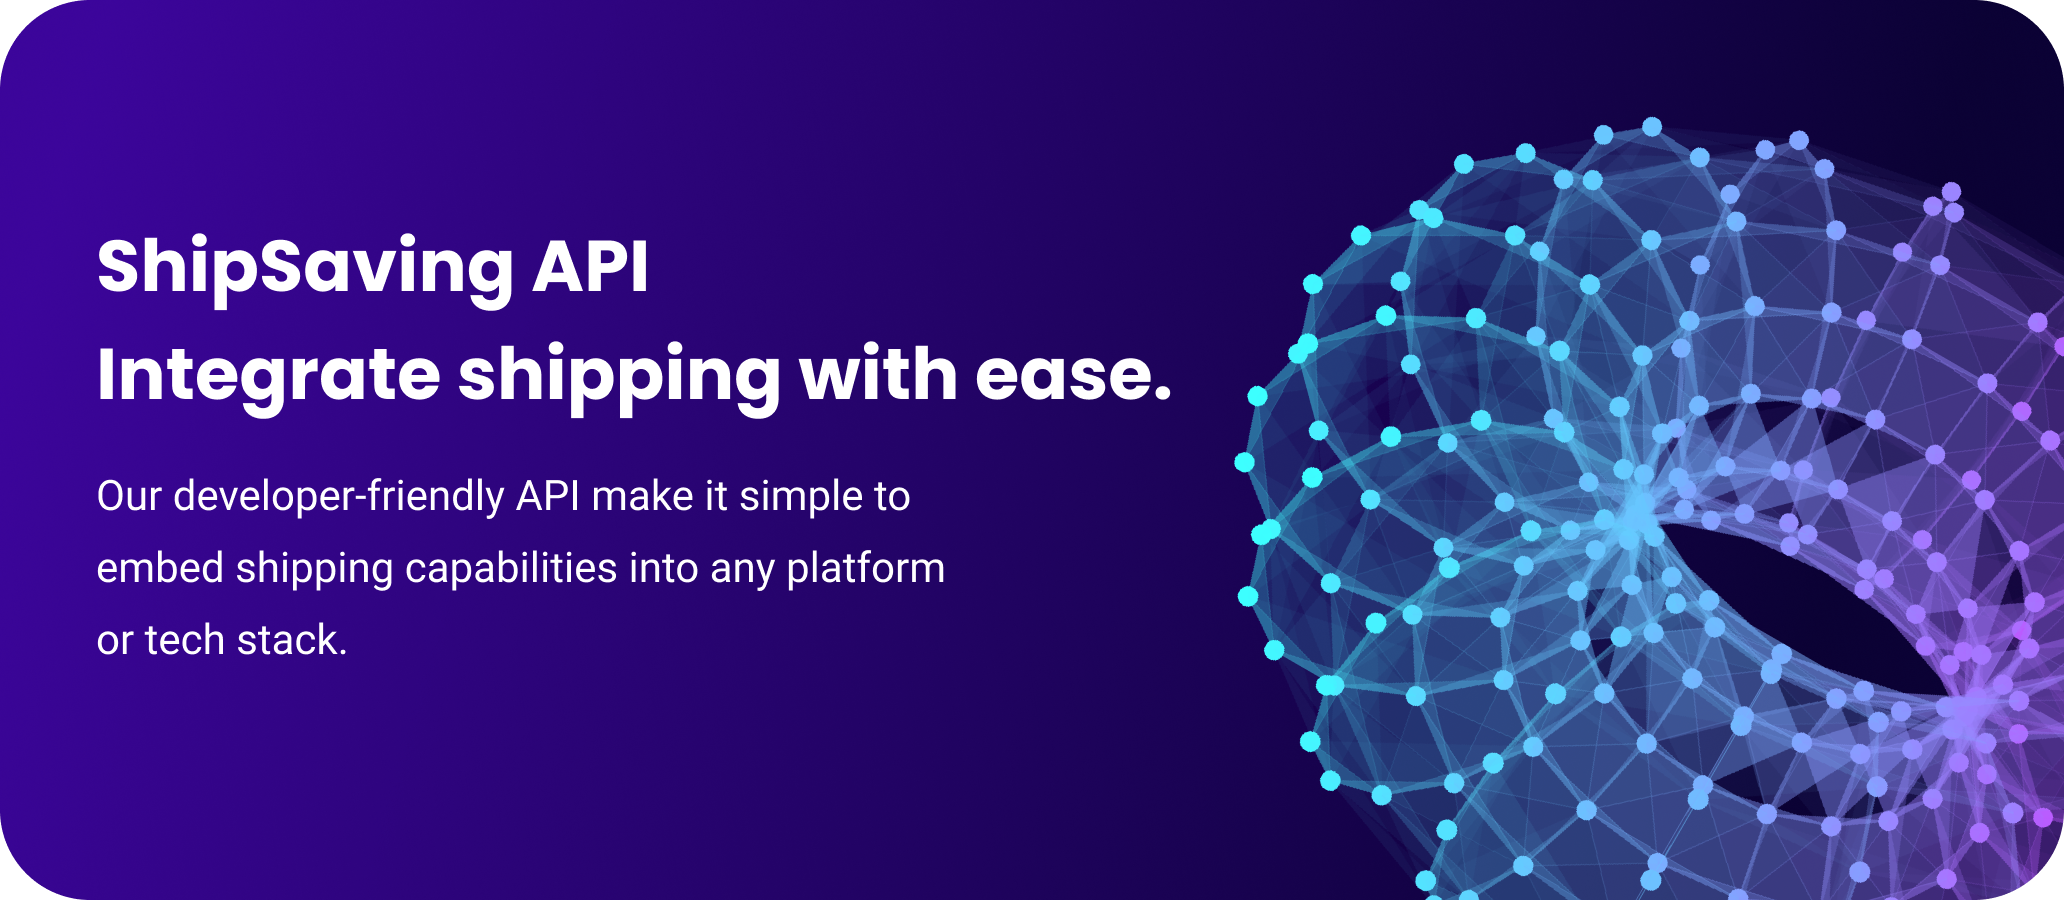 ShipSaving API
Integrate shipping with ease.
Our developer-friendly API make it simple to
embed shipping capabilities into any platform
or tech stack.